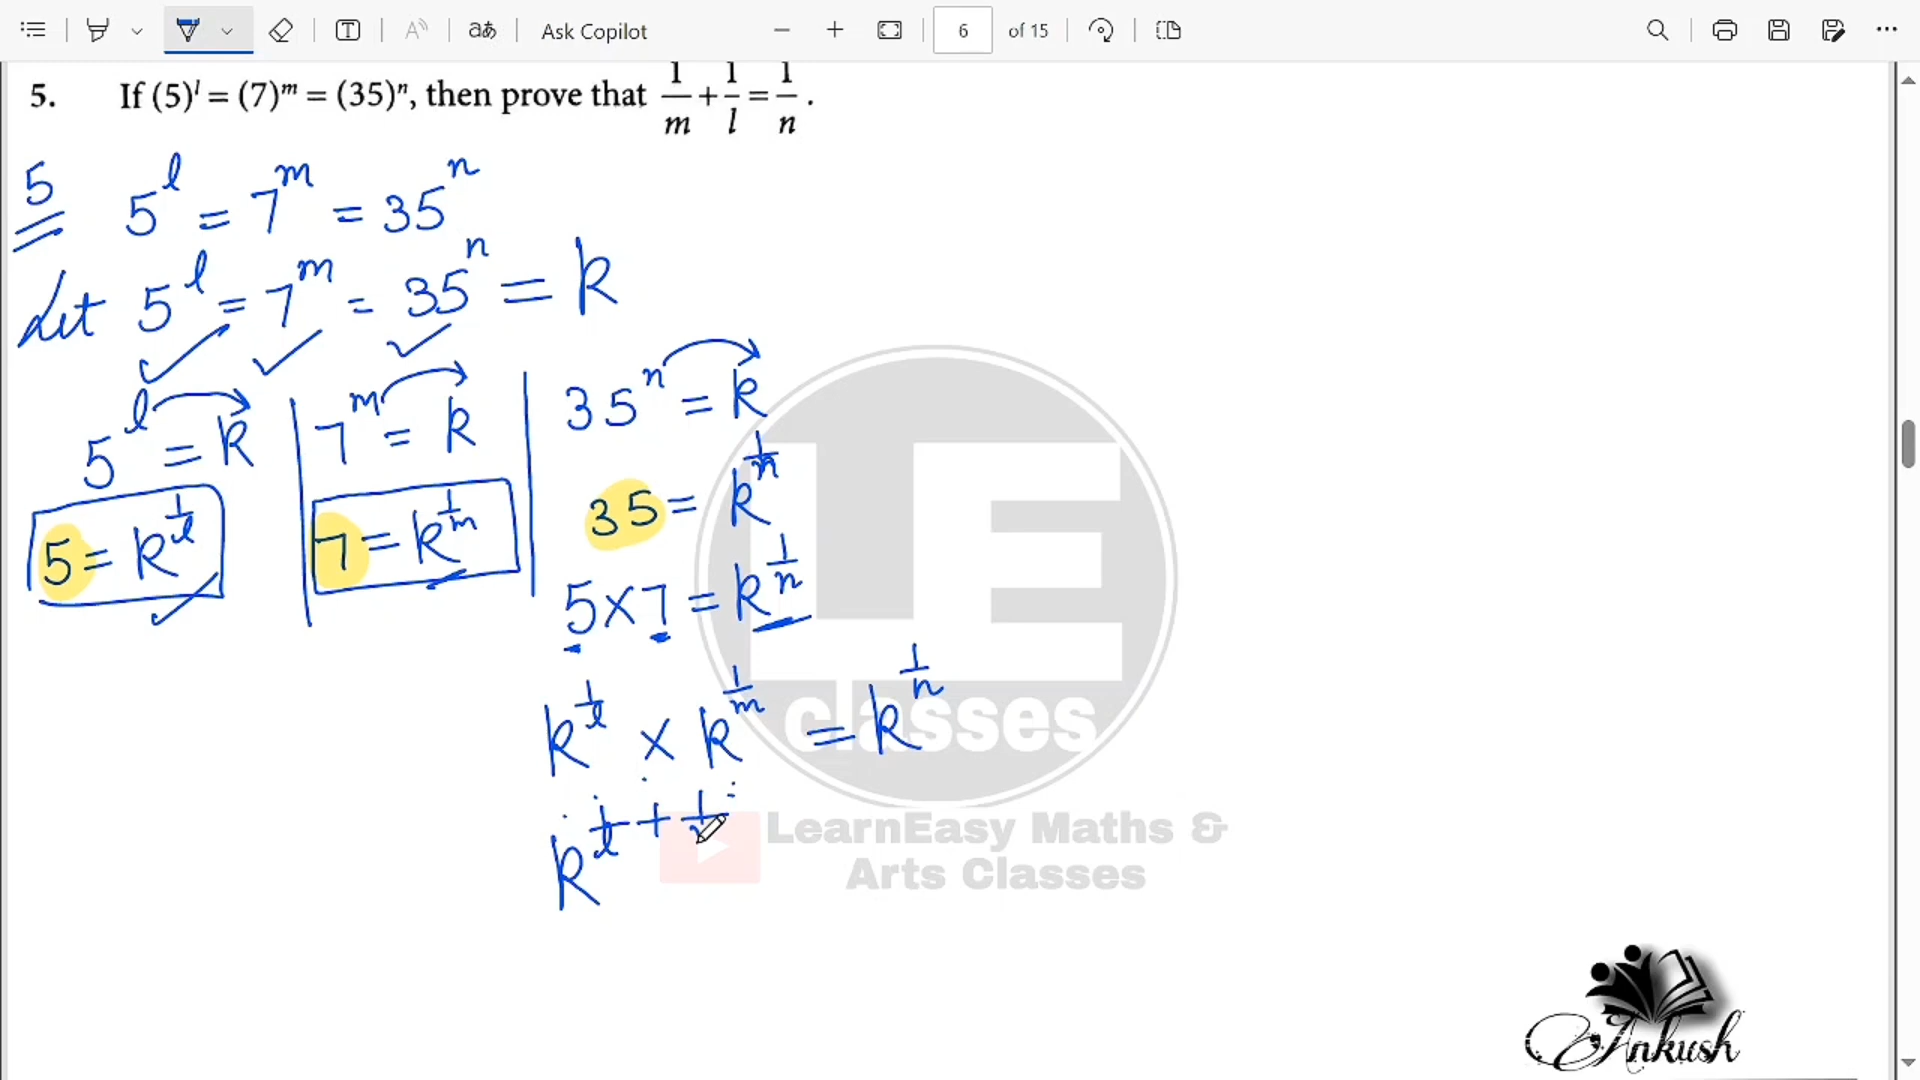 Ask Copilot
6 of 15
5. If (5)^l = (7)^m = (35)^n, then prove that 1/m + 1/l = 1/n .
5 5^l = 7^m = 35^n
Let 5^l = 7^m = 35^n = k
5^l = k
7^m = k
35^n = k
5 = k^(1/l)
7 = k^(1/m)
35 = k^(1/n)
5 × 7 = k^(1/n)
k^(1/l) × k^(1/m) = k^(1/n)
k^(1/l + 1/
LE
classes
LearnEasy Maths &
Arts Classes
Ankush